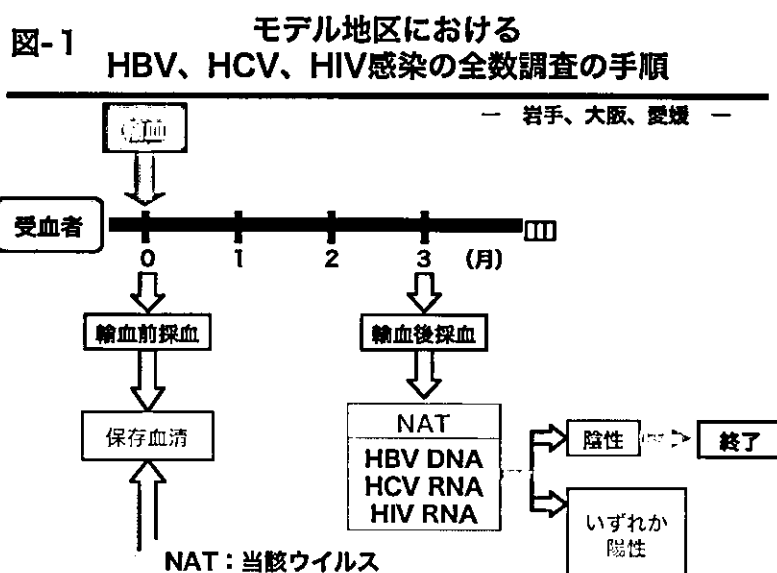 図-1
モデル地区における
HBV、HCV、HIV感染の全数調査の手順
― 岩手、大阪、愛媛 ―
輸血
受血者
0 1 2 3 (月)
輸血前採血
輸血後採血
保存血清
NAT
HBV DNA
HCV RNA
HIV RNA
陰性
終了
いずれか
陽性
NAT:当該ウイルス